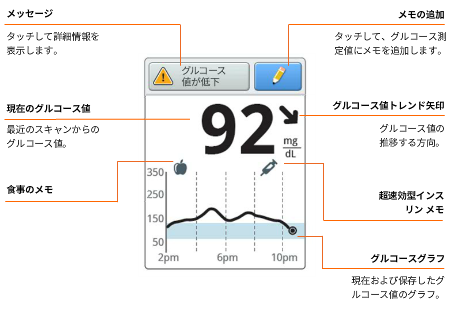 メッセージ
タッチして詳細情報を
表示します。
メモの追加
タッチして、グルコース測
定値にメモを追加します。
グルコース
値が低下
現在のグルコース値
最近のスキャンからの
グルコース値。
92
mg
dL
グルコース値トレンド矢印
グルコース値の
推移する方向。
食事のメモ
超速効型インス
リン メモ
350
250
150
50
2pm
6pm
10pm
グルコースグラフ
現在および保存したグ
ルコース値のグラフ。